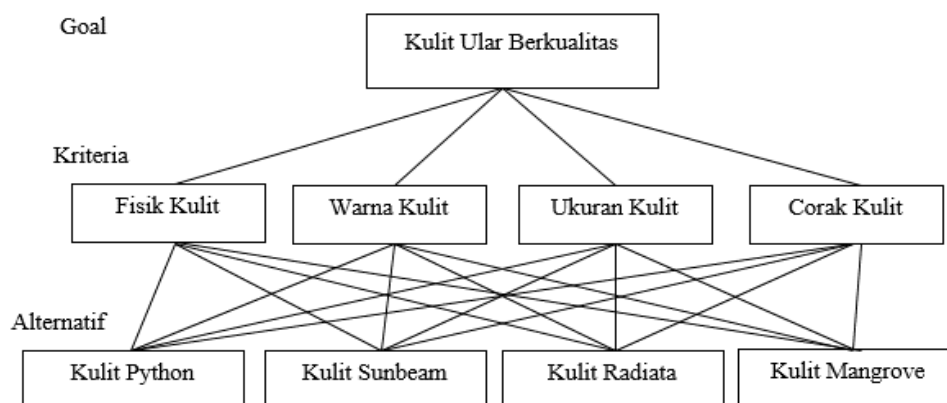 Goal
Kulit Ular Berkualitas
Kriteria
Fisik Kulit
Warna Kulit
Ukuran Kulit
Corak Kulit
Alternatif
Kulit Python
Kulit Sunbeam
Kulit Radiata
Kulit Mangrove